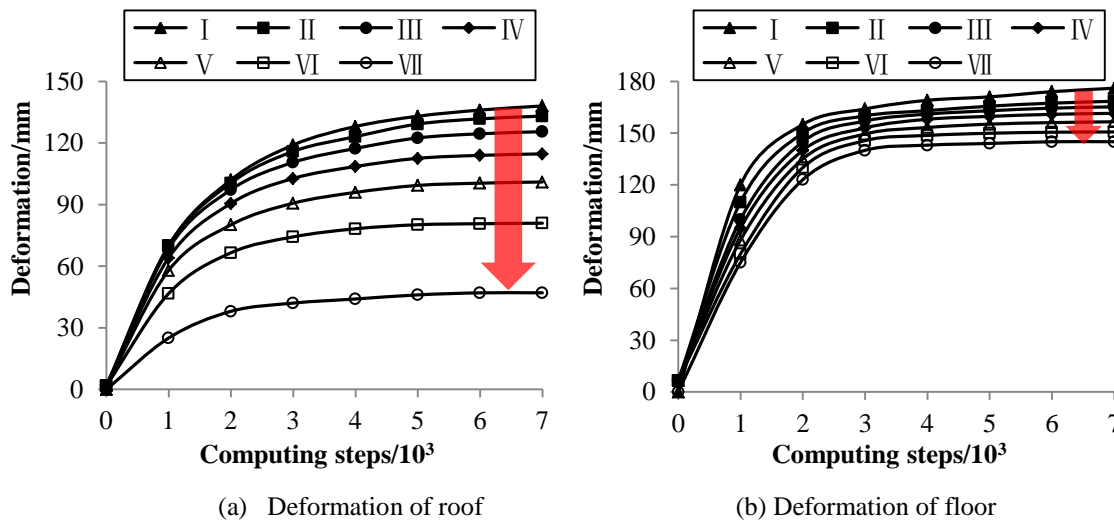 I II III IV
V VI VII
150
120
90
60
30
0
0 1 2 3 4 5 6 7
Deformation/mm
Computing steps/10³
(a) Deformation of roof
I II III IV
V VI VII
180
150
120
90
60
30
0
0 1 2 3 4 5 6 7
Deformation/mm
Computing steps/10³
(b) Deformation of floor